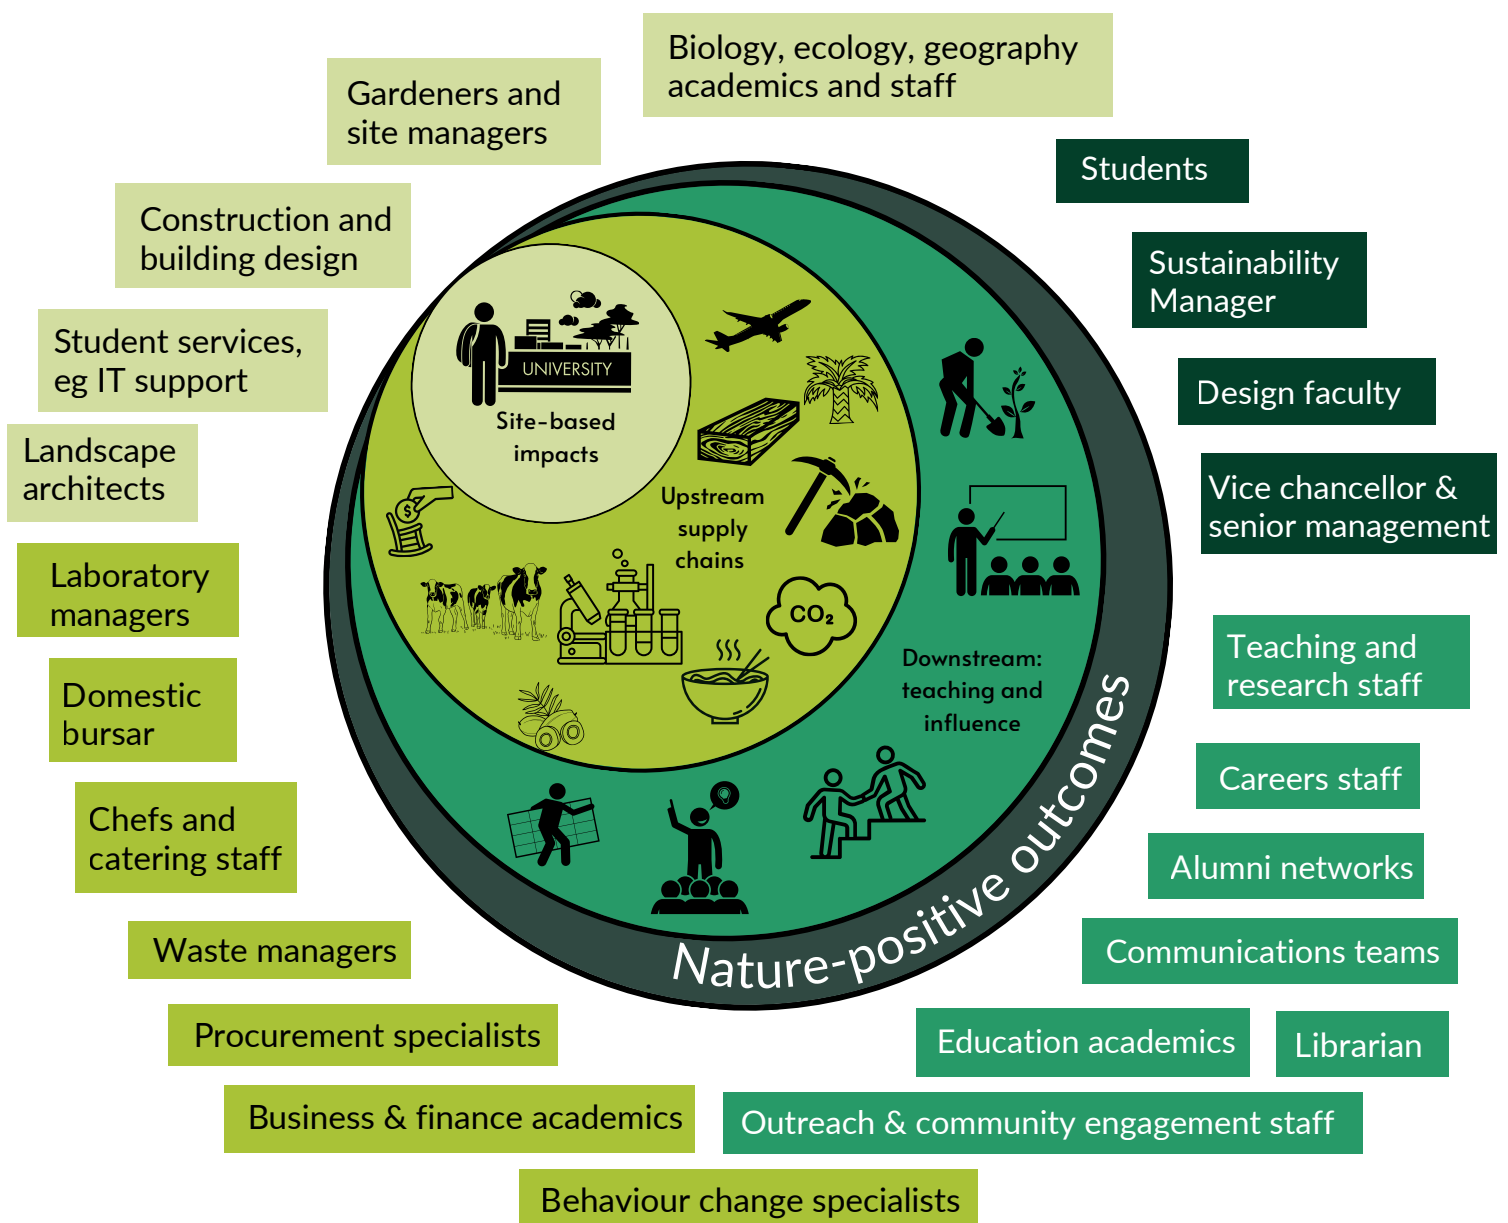 Biology, ecology, geography
academics and staff
Gardeners and
site managers
Students
Construction and
building design
Sustainability
Manager
Student services,
eg IT support
Design faculty
Landscape
architects
Vice chancellor &
senior management
UNIVERSITY
Site-based
impacts
Upstream
supply
chains
$
CO₂
Laboratory
managers
Teaching and
research staff
Downstream:
teaching and
influence
Domestic
bursar
Careers staff
Chefs and
catering staff
Alumni networks
Nature-positive outcomes
Waste managers
Communications teams
Procurement specialists
Education academics
Librarian
Business & finance academics
Outreach & community engagement staff
Behaviour change specialists